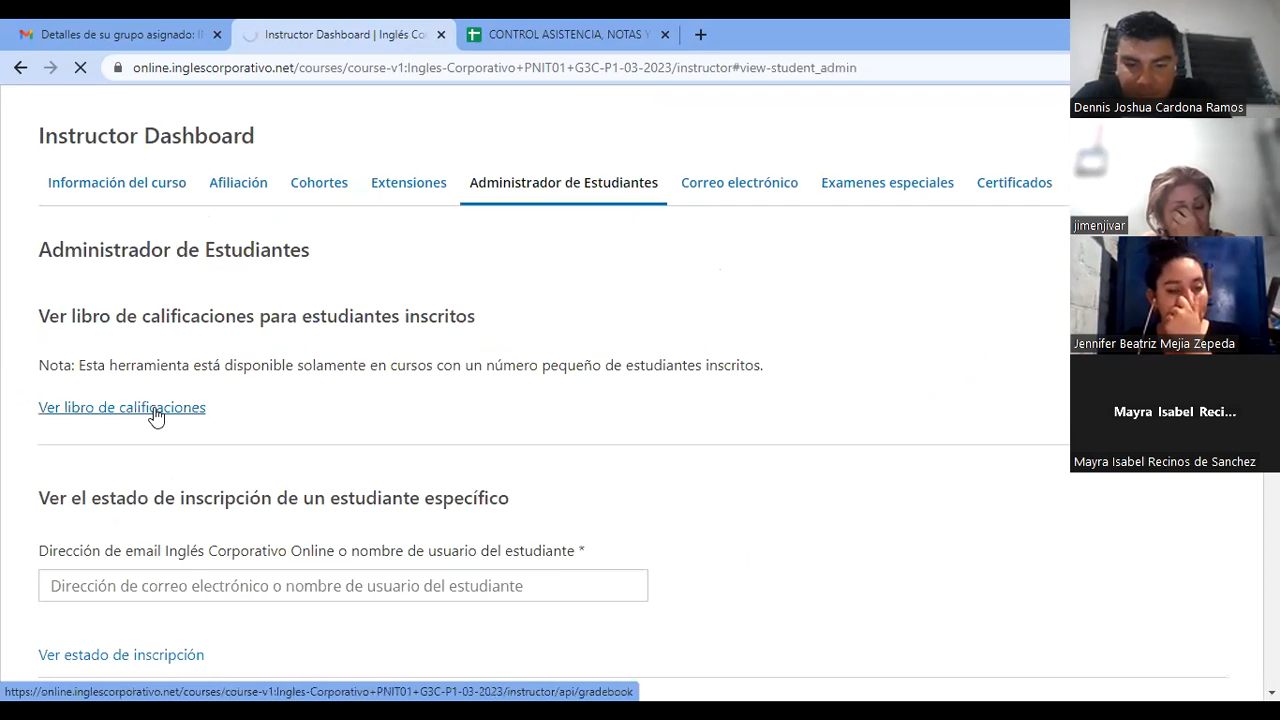 Detalles de su grupo asignado: I
Instructor Dashboard | Inglés Co
CONTROL ASISTENCIA, NOTAS Y
online.inglescorporativo.net/courses/course-v1:Ingles-Corporativo+PNIT01+G3C-P1-03-2023/instructor#view-student_admin
Instructor Dashboard
Información del curso
Afiliación
Cohortes
Extensiones
Administrador de Estudiantes
Correo electrónico
Examenes especiales
Certificados
Administrador de Estudiantes
Ver libro de calificaciones para estudiantes inscritos
Nota: Esta herramienta está disponible solamente en cursos con un número pequeño de estudiantes inscritos.
Ver libro de calificaciones
Ver el estado de inscripción de un estudiante específico
Dirección de email Inglés Corporativo Online o nombre de usuario del estudiante *
Dirección de correo electrónico o nombre de usuario del estudiante
Ver estado de inscripción
https://online.inglescorporativo.net/courses/course-v1:Ingles-Corporativo+PNIT01+G3C-P1-03-2023/instructor/api/gradebook
Dennis Joshua Cardona Ramos
jimenjivar
Jennifer Beatriz Mejia Zepeda
Mayra Isabel Reci...
Mayra Isabel Recinos de Sanchez